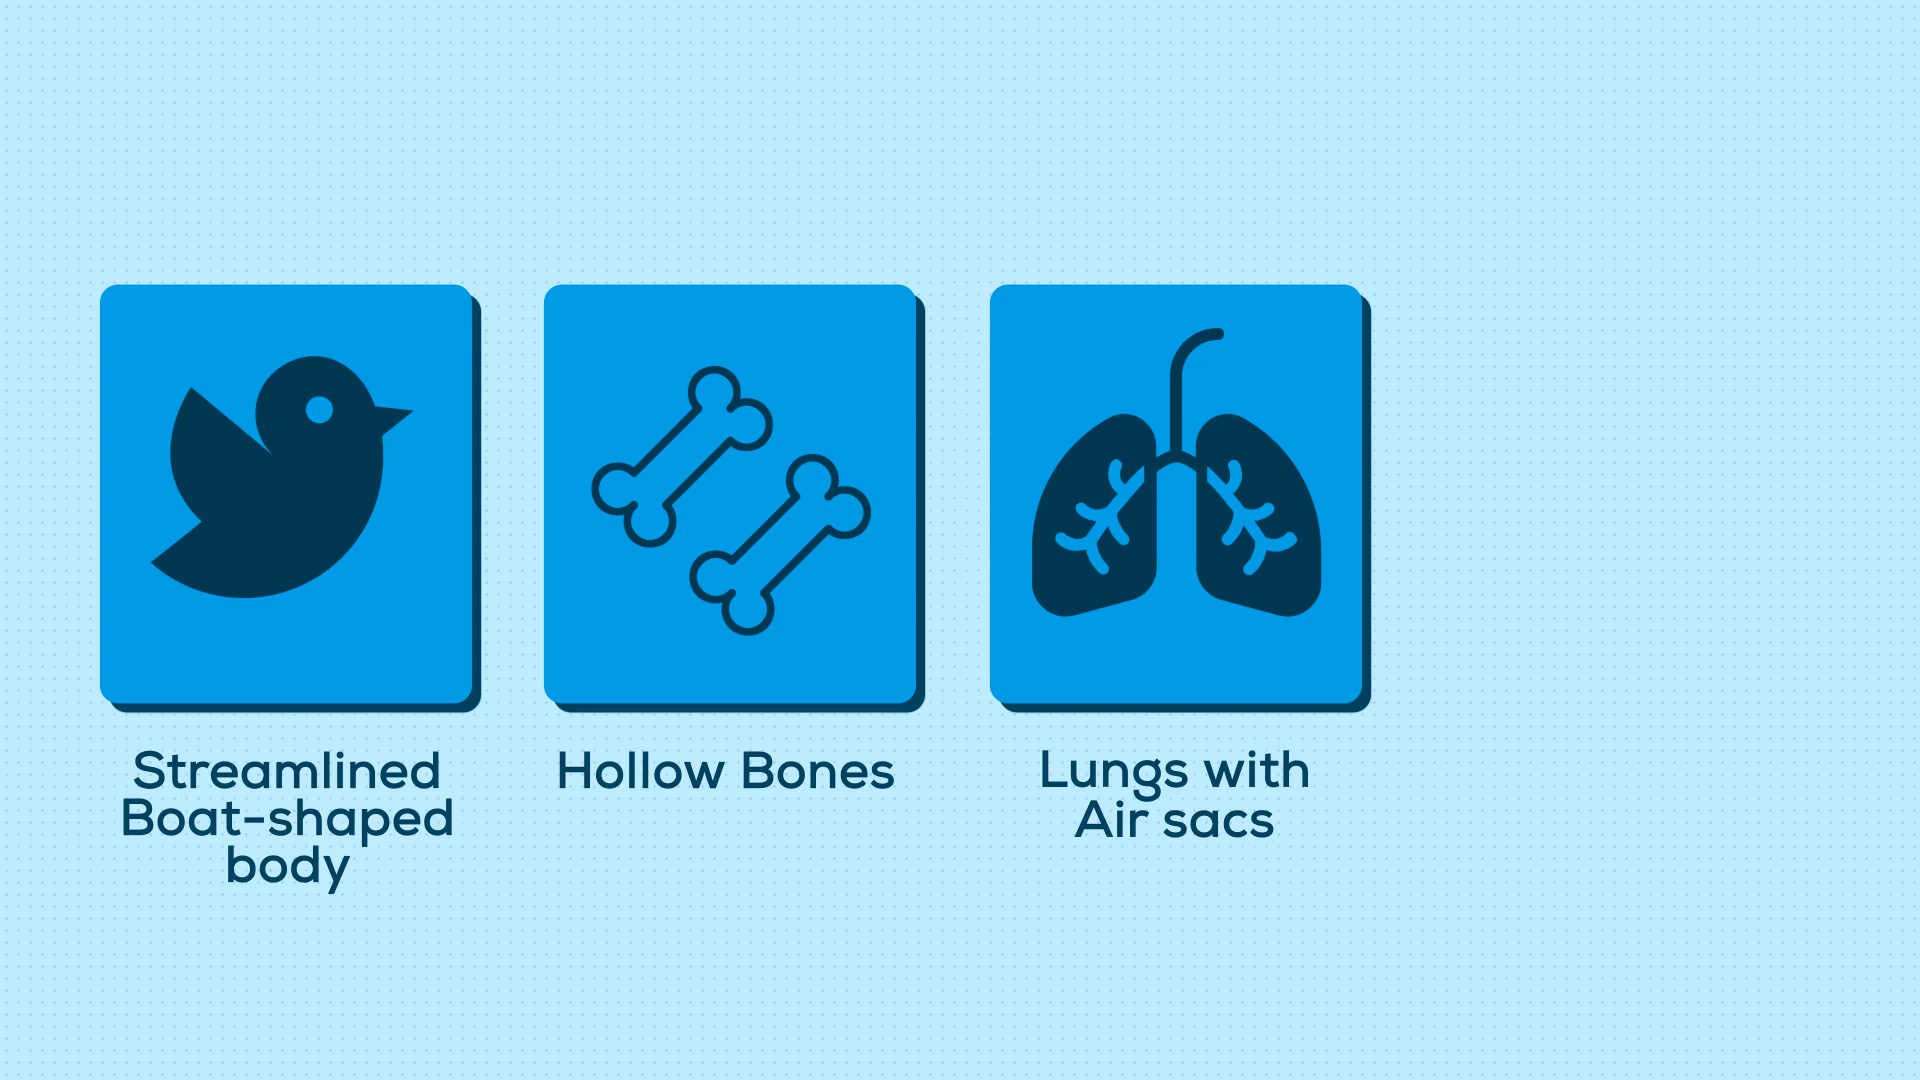 Streamlined
Boat-shaped
body
Hollow Bones
Lungs with
Air sacs